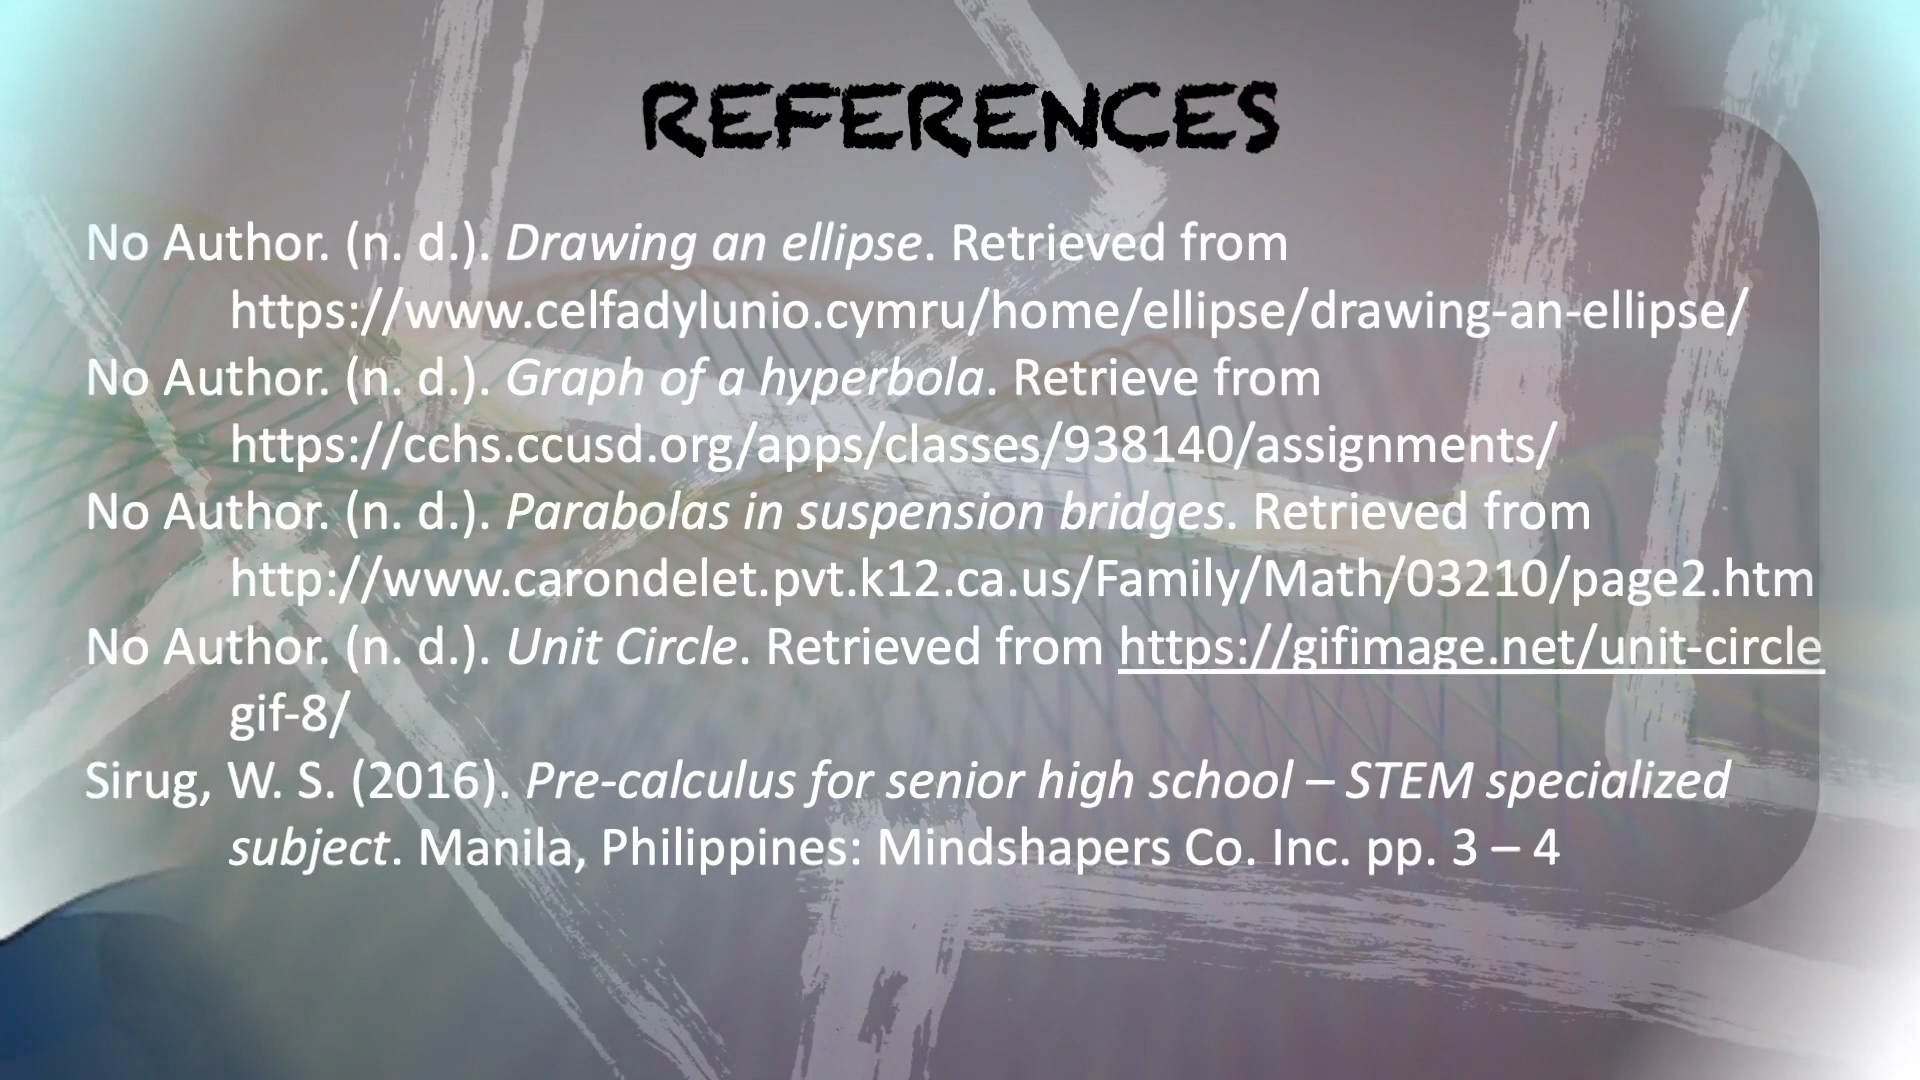 REFERENCES
No Author. (n. d.). Drawing an ellipse. Retrieved from
https://www.celfadylunio.cymru/home/ellipse/drawing-an-ellipse/
No Author. (n. d.). Graph of a hyperbola. Retrieve from
https://cchs.ccusd.org/apps/classes/938140/assignments/
No Author. (n. d.). Parabolas in suspension bridges. Retrieved from
http://www.carondelet.pvt.k12.ca.us/Family/Math/03210/page2.htm
No Author. (n. d.). Unit Circle. Retrieved from https://gifimage.net/unit-circle
gif-8/
Sirug, W. S. (2016). Pre-calculus for senior high school – STEM specialized
subject. Manila, Philippines: Mindshapers Co. Inc. pp. 3 – 4